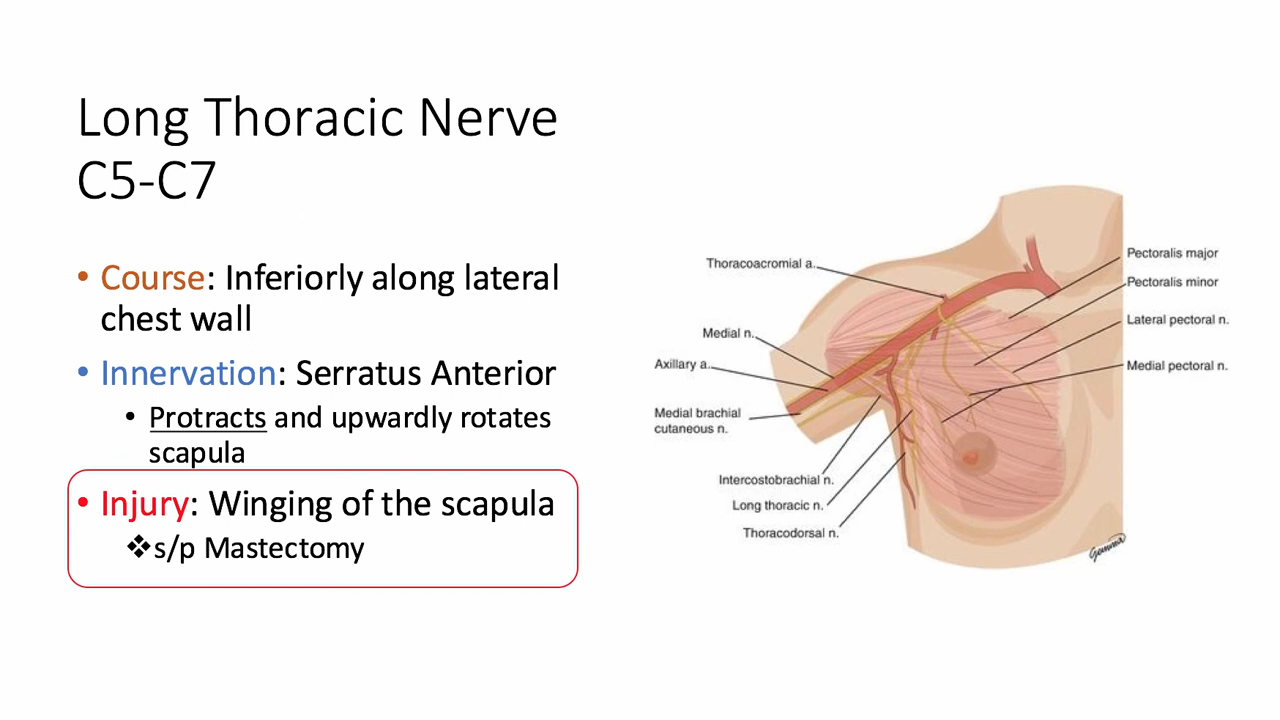 Long Thoracic Nerve
C5-C7
• Course: Inferiorly along lateral
chest wall
• Innervation: Serratus Anterior
• Protracts and upwardly rotates
scapula
• Injury: Winging of the scapula
❖s/p Mastectomy
Thoracoacromial a.
Medial n.
Axillary a.
Medial brachial
cutaneous n.
Intercostobrachial n.
Long thoracic n.
Thoracodorsal n.
Pectoralis major
Pectoralis minor
Lateral pectoral n.
Medial pectoral n.